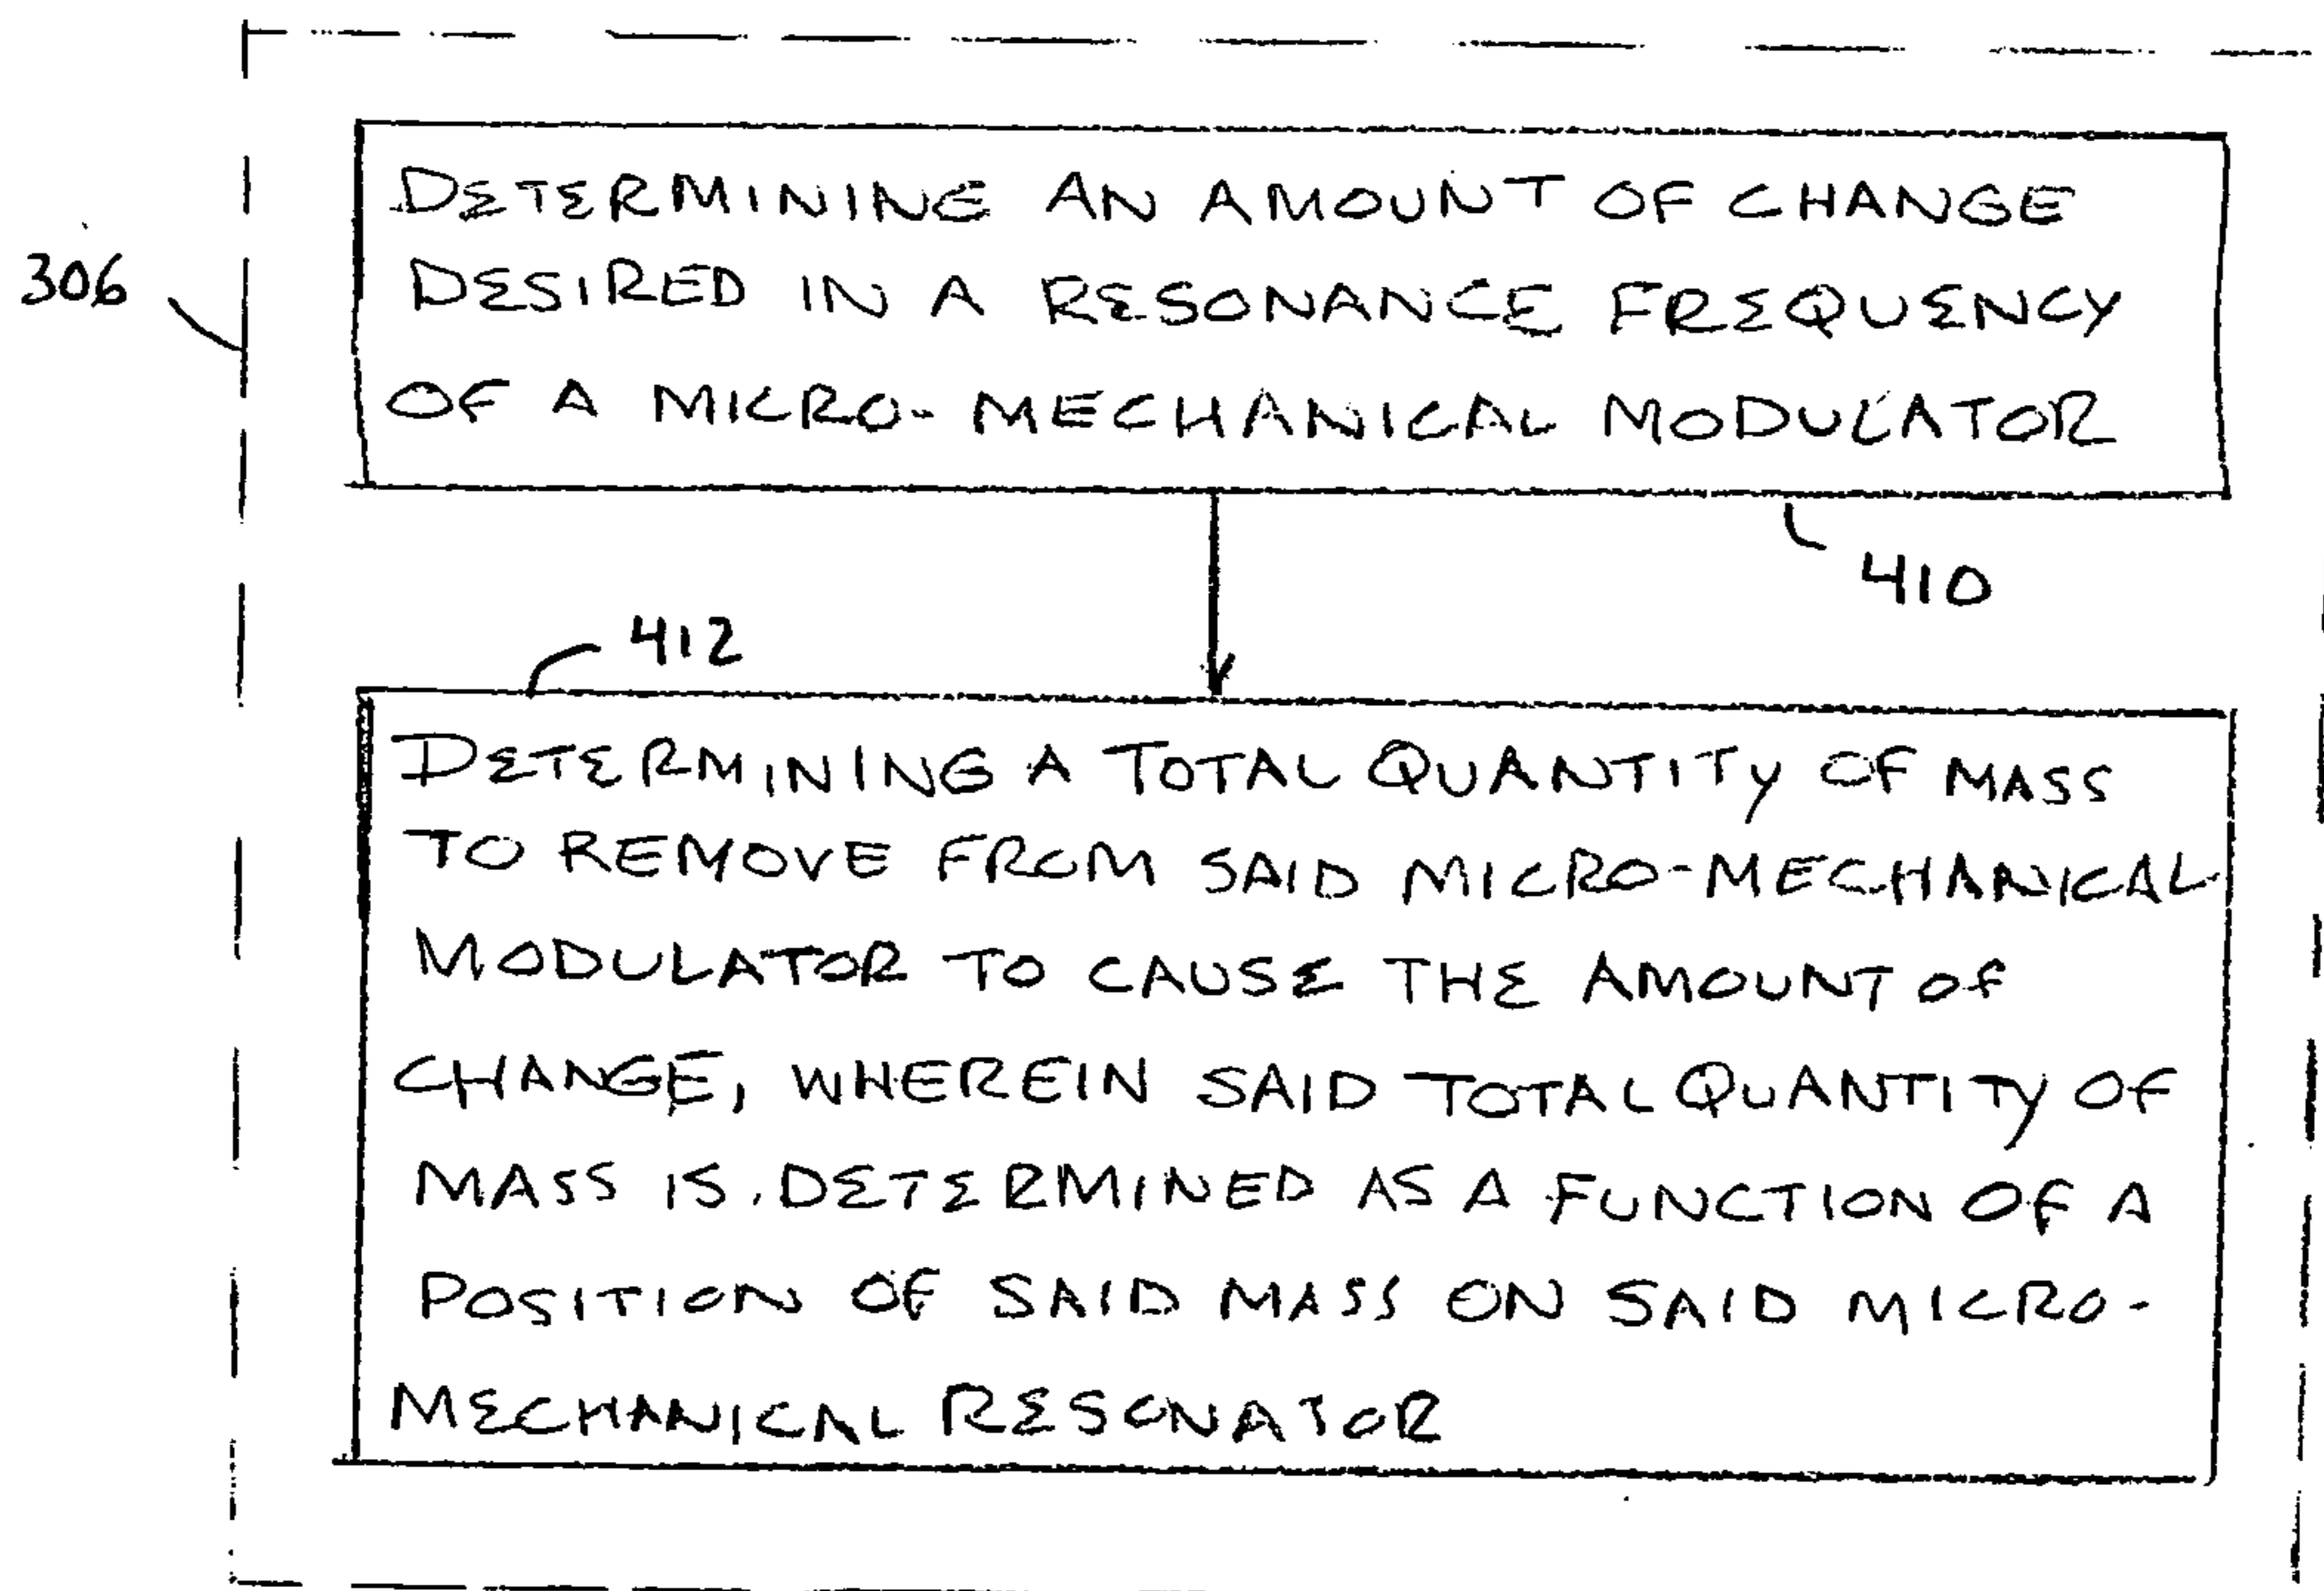 DETERMINING AN AMOUNT OF CHANGE
DESIRED IN A RESONANCE FREQUENCY
OF A MICRO-MECHANICAL MODULATOR
306
410
412
DETERMINING A TOTAL QUANTITY OF MASS
TO REMOVE FROM SAID MICRO-MECHANICAL
MODULATOR TO CAUSE THE AMOUNT OF
CHANGE, WHEREIN SAID TOTAL QUANTITY OF
MASS IS DETERMINED AS A FUNCTION OF A
POSITION OF SAID MASS ON SAID MICRO-
MECHANICAL RESONATOR